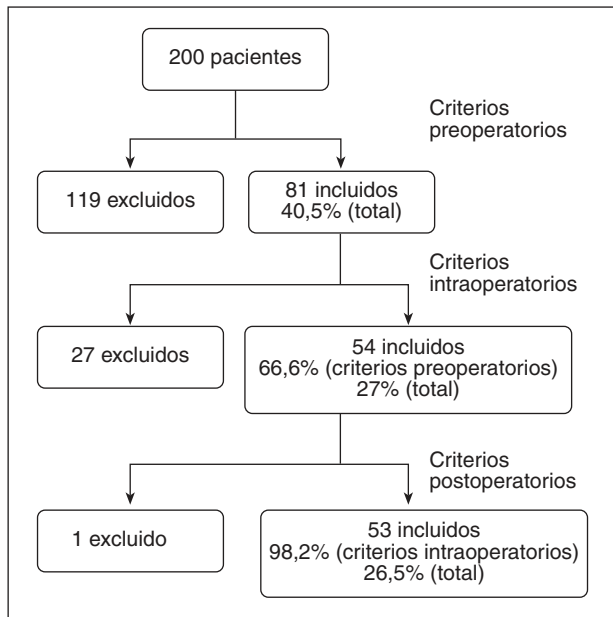 200 pacientes
Criterios
preoperatorios
119 excluidos
81 incluidos
40,5% (total)
Criterios
intraoperatorios
27 excluidos
54 incluidos
66,6% (criterios preoperatorios)
27% (total)
Criterios
postoperatorios
1 excluido
53 incluidos
98,2% (criterios intraoperatorios)
26,5% (total)